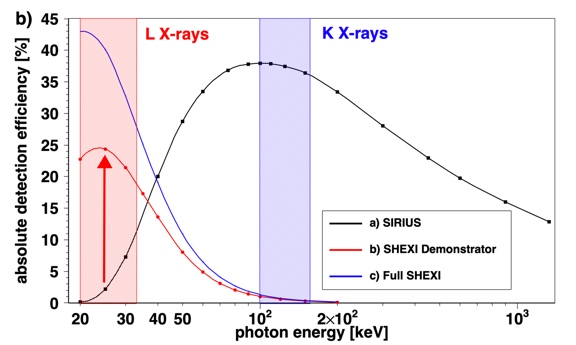 b)
45
40
35
30
25
20
15
10
5
0
absolute detection efficiency [%]
L X-rays
K X-rays
a) SIRIUS
b) SHEXI Demonstrator
c) Full SHEXI
20 30 40 50 10² 2×10² 10³
photon energy [keV]